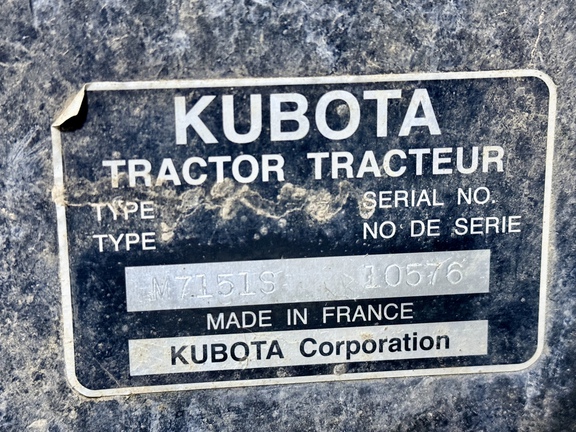 KUBOTA
TRACTOR TRACTEUR
TYPE SERIAL NO.
TYPE NO DE SERIE
M7151S 10576
MADE IN FRANCE
KUBOTA Corporation